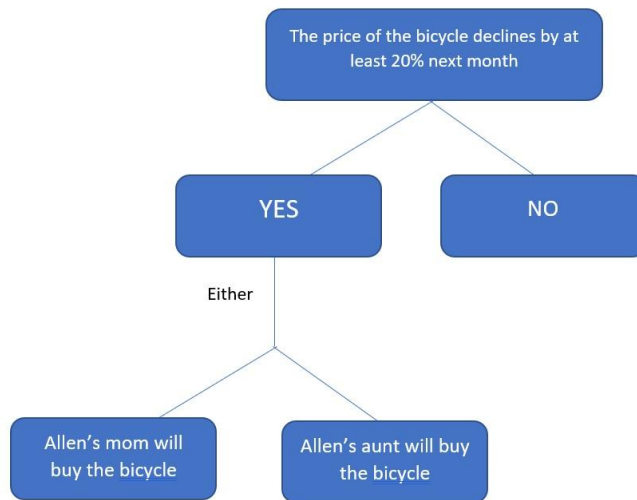 The price of the bicycle declines by at
least 20% next month
YES
NO
Either
Allen's mom will
buy the bicycle
Allen's aunt will buy
the bicycle